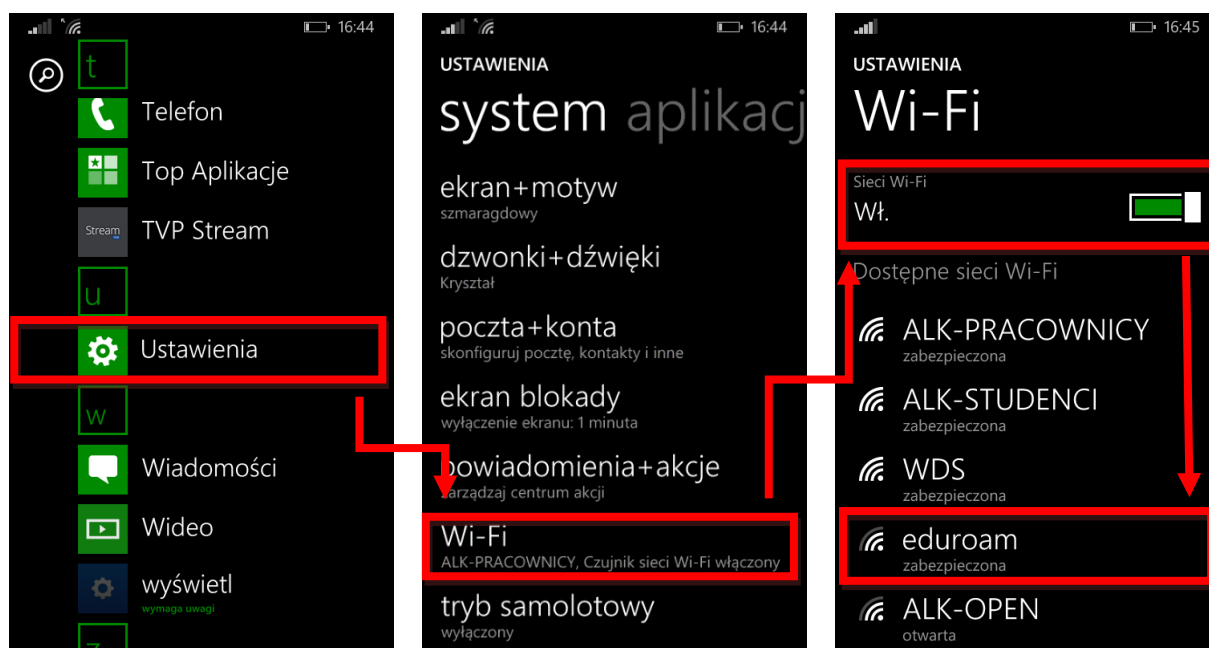 16:44
t
Telefon
Top Aplikacje
Stream
TVP Stream
u
Ustawienia
w
Wiadomości
Wideo
wyświetl
wymaga uwagi
z
16:44
USTAWIENIA
system aplikacj
ekran+motyw
szmaragdowy
dzwonki+dźwięki
Kryształ
poczta+konta
skonfiguruj pocztę, kontakty i inne
ekran blokady
wyłączenie ekranu: 1 minuta
powiadomienia+akcje
zarządzaj centrum akcji
Wi-Fi
ALK-PRACOWNICY, Czujnik sieci Wi-Fi włączony
tryb samolotowy
wyłączony
16:45
USTAWIENIA
Wi-Fi
Sieci Wi-Fi
Wł.
Dostępne sieci Wi-Fi
ALK-PRACOWNICY
zabezpieczona
ALK-STUDENCI
zabezpieczona
WDS
zabezpieczona
eduroam
zabezpieczona
ALK-OPEN
otwarta